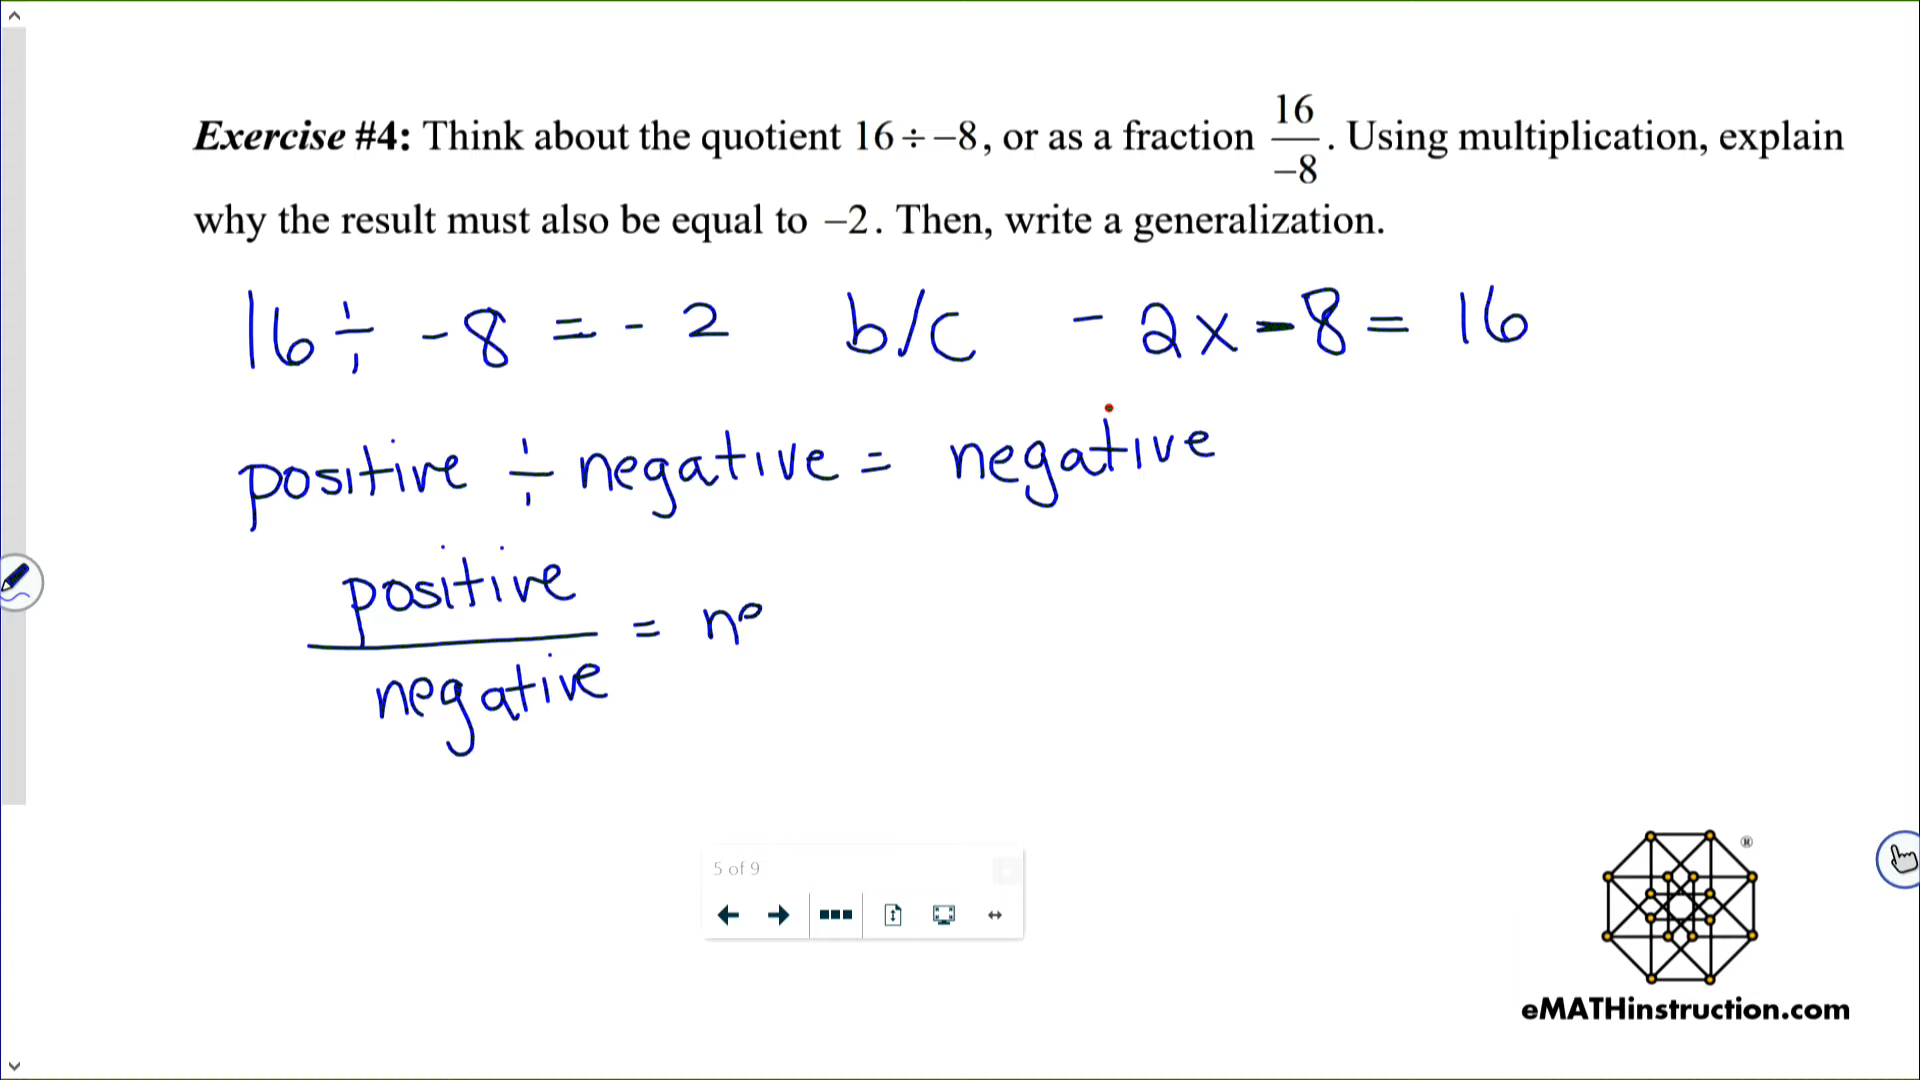 Exercise #4: Think about the quotient 16 ÷ −8, or as a fraction 16/−8. Using multiplication, explain
why the result must also be equal to −2. Then, write a generalization.
16 ÷ -8 = -2 b/c -2x-8 = 16
positive ÷ negative = negative
positive
negative
= ne
5 of 9
®
eMATHinstruction.com